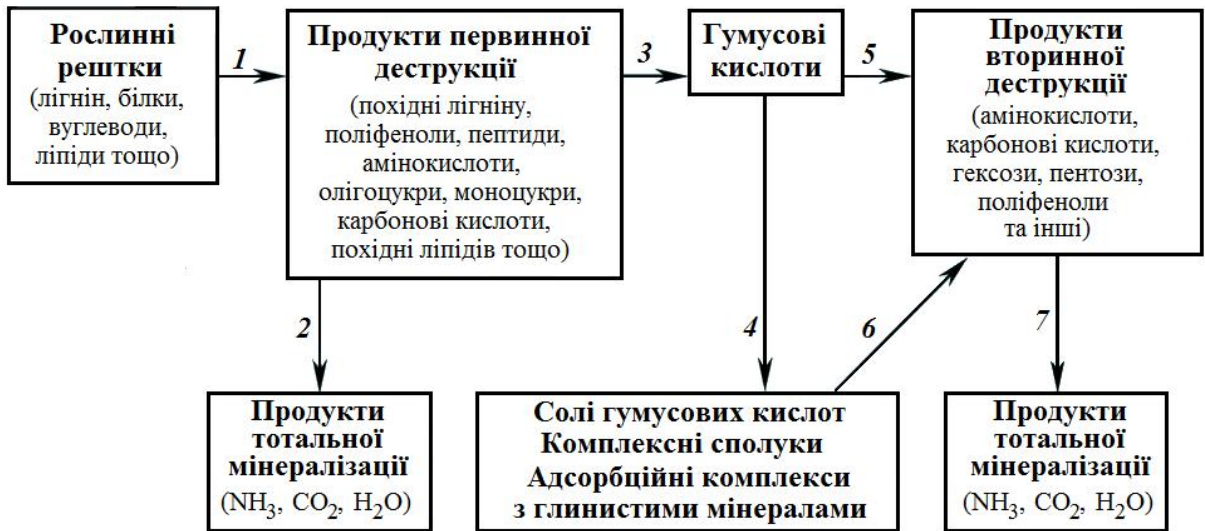 Рослинні
рештки
(лігнін, білки,
вуглеводи,
ліпіди тощо)
1
Продукти первинної
деструкції
(похідні лігніну,
поліфеноли, пептиди,
амінокислоти,
олігоцукри, моноцукри,
карбонові кислоти,
похідні ліпідів тощо)
3
Гумусові
кислоти
5
Продукти
вторинної
деструкції
(амінокислоти,
карбонові кислоти,
гексози, пентози,
поліфеноли
та інші)
2
4
6
7
Продукти
тотальної
мінералізації
(NH₃, CO₂, H₂O)
Солі гумусових кислот
Комплексні сполуки
Адсорбційні комплекси
з глинистими мінералами
Продукти
тотальної
мінералізації
(NH₃, CO₂, H₂O)